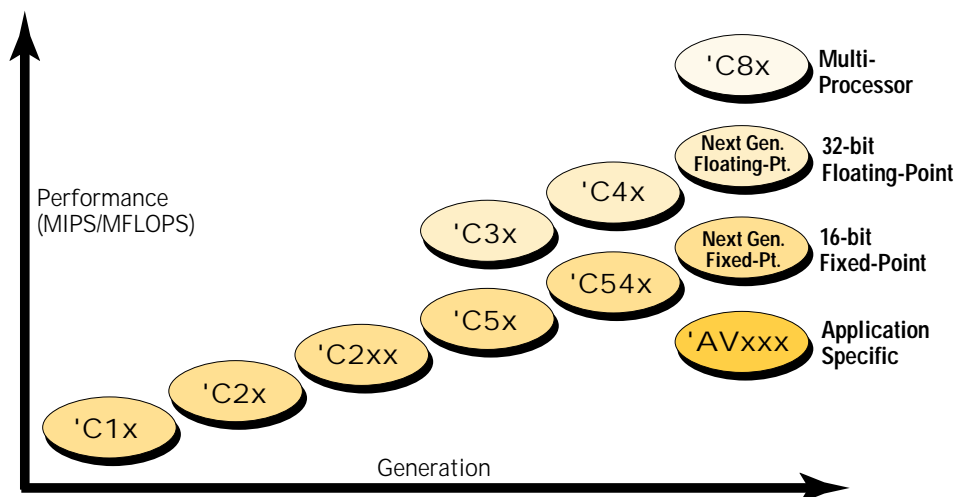 'C8x
Multi-
Processor
Next Gen.
Floating-Pt.
32-bit
Floating-Point
Performance
(MIPS/MFLOPS)
'C4x
'C3x
Next Gen.
Fixed-Pt.
16-bit
Fixed-Point
'C54x
'C5x
'AVxxx
Application
Specific
'C2xx
'C2x
'C1x
Generation